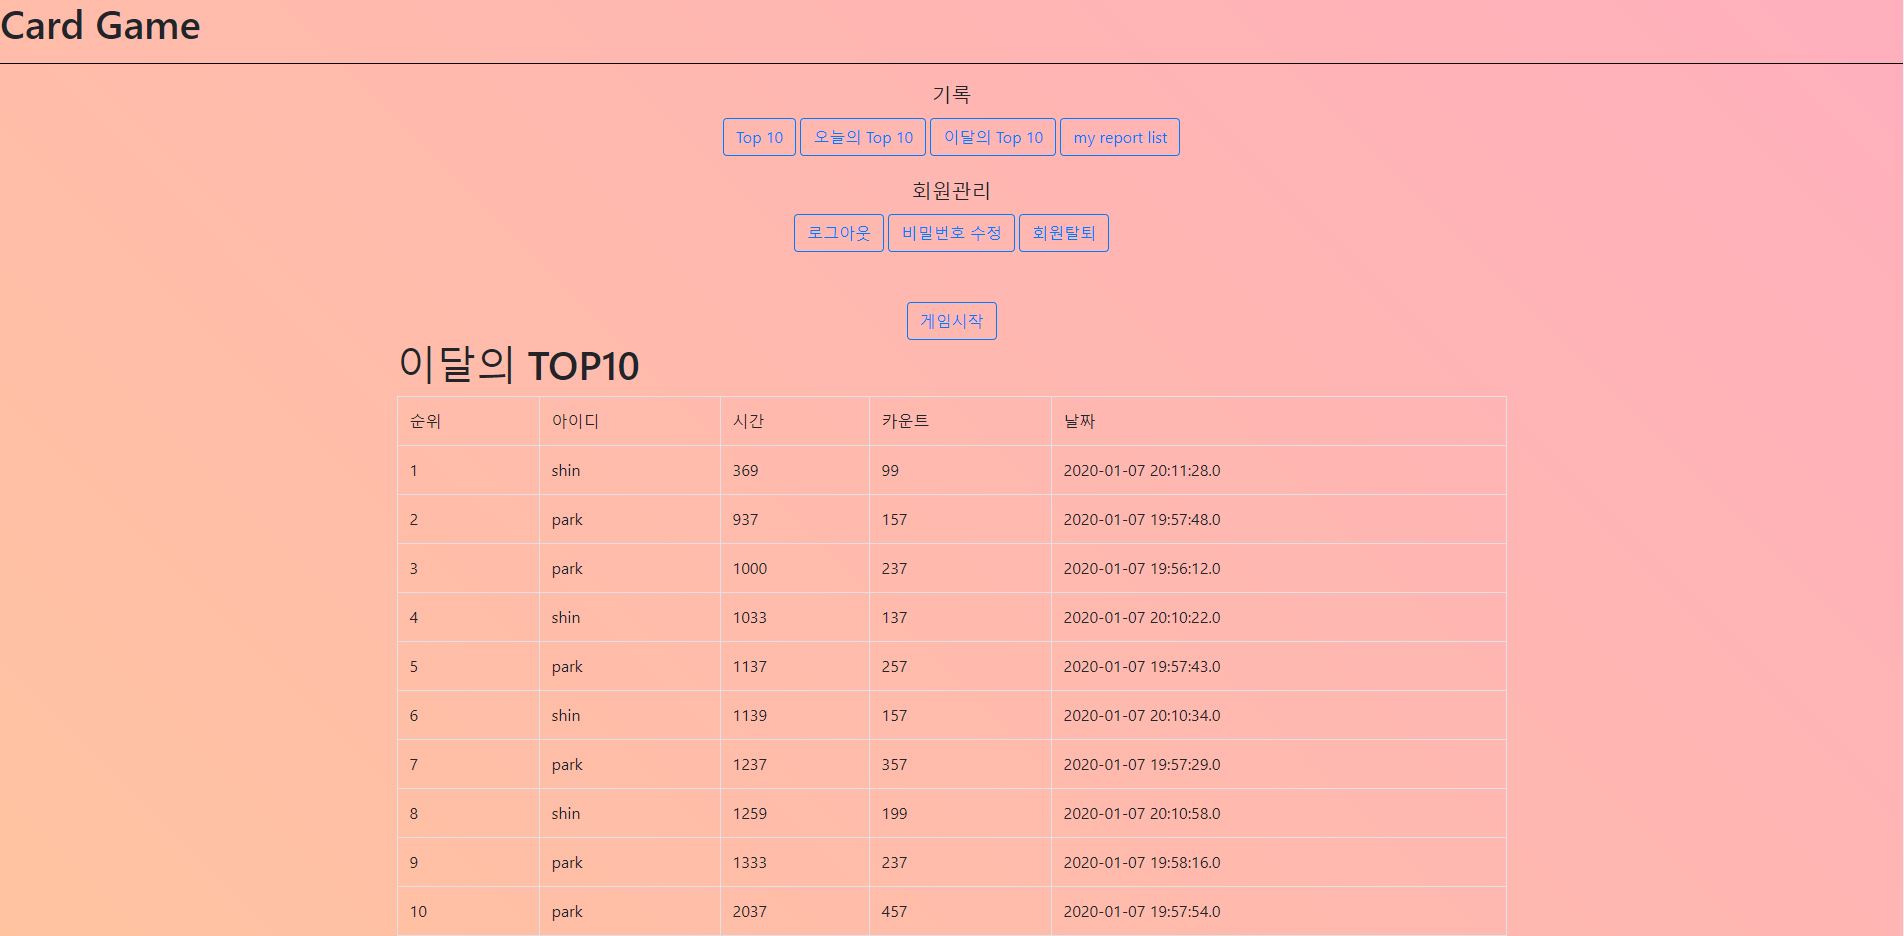 Card Game
기록
Top 10 오늘의 Top 10 이달의 Top 10 my report list
회원관리
로그아웃 비밀번호 수정 회원탈퇴
게임시작
이달의 TOP10
순위 아이디 시간 카운트 날짜
1 shin 369 99 2020-01-07 20:11:28.0
2 park 937 157 2020-01-07 19:57:48.0
3 park 1000 237 2020-01-07 19:56:12.0
4 shin 1033 137 2020-01-07 20:10:22.0
5 park 1137 257 2020-01-07 19:57:43.0
6 shin 1139 157 2020-01-07 20:10:34.0
7 park 1237 357 2020-01-07 19:57:29.0
8 shin 1259 199 2020-01-07 20:10:58.0
9 park 1333 237 2020-01-07 19:58:16.0
10 park 2037 457 2020-01-07 19:57:54.0